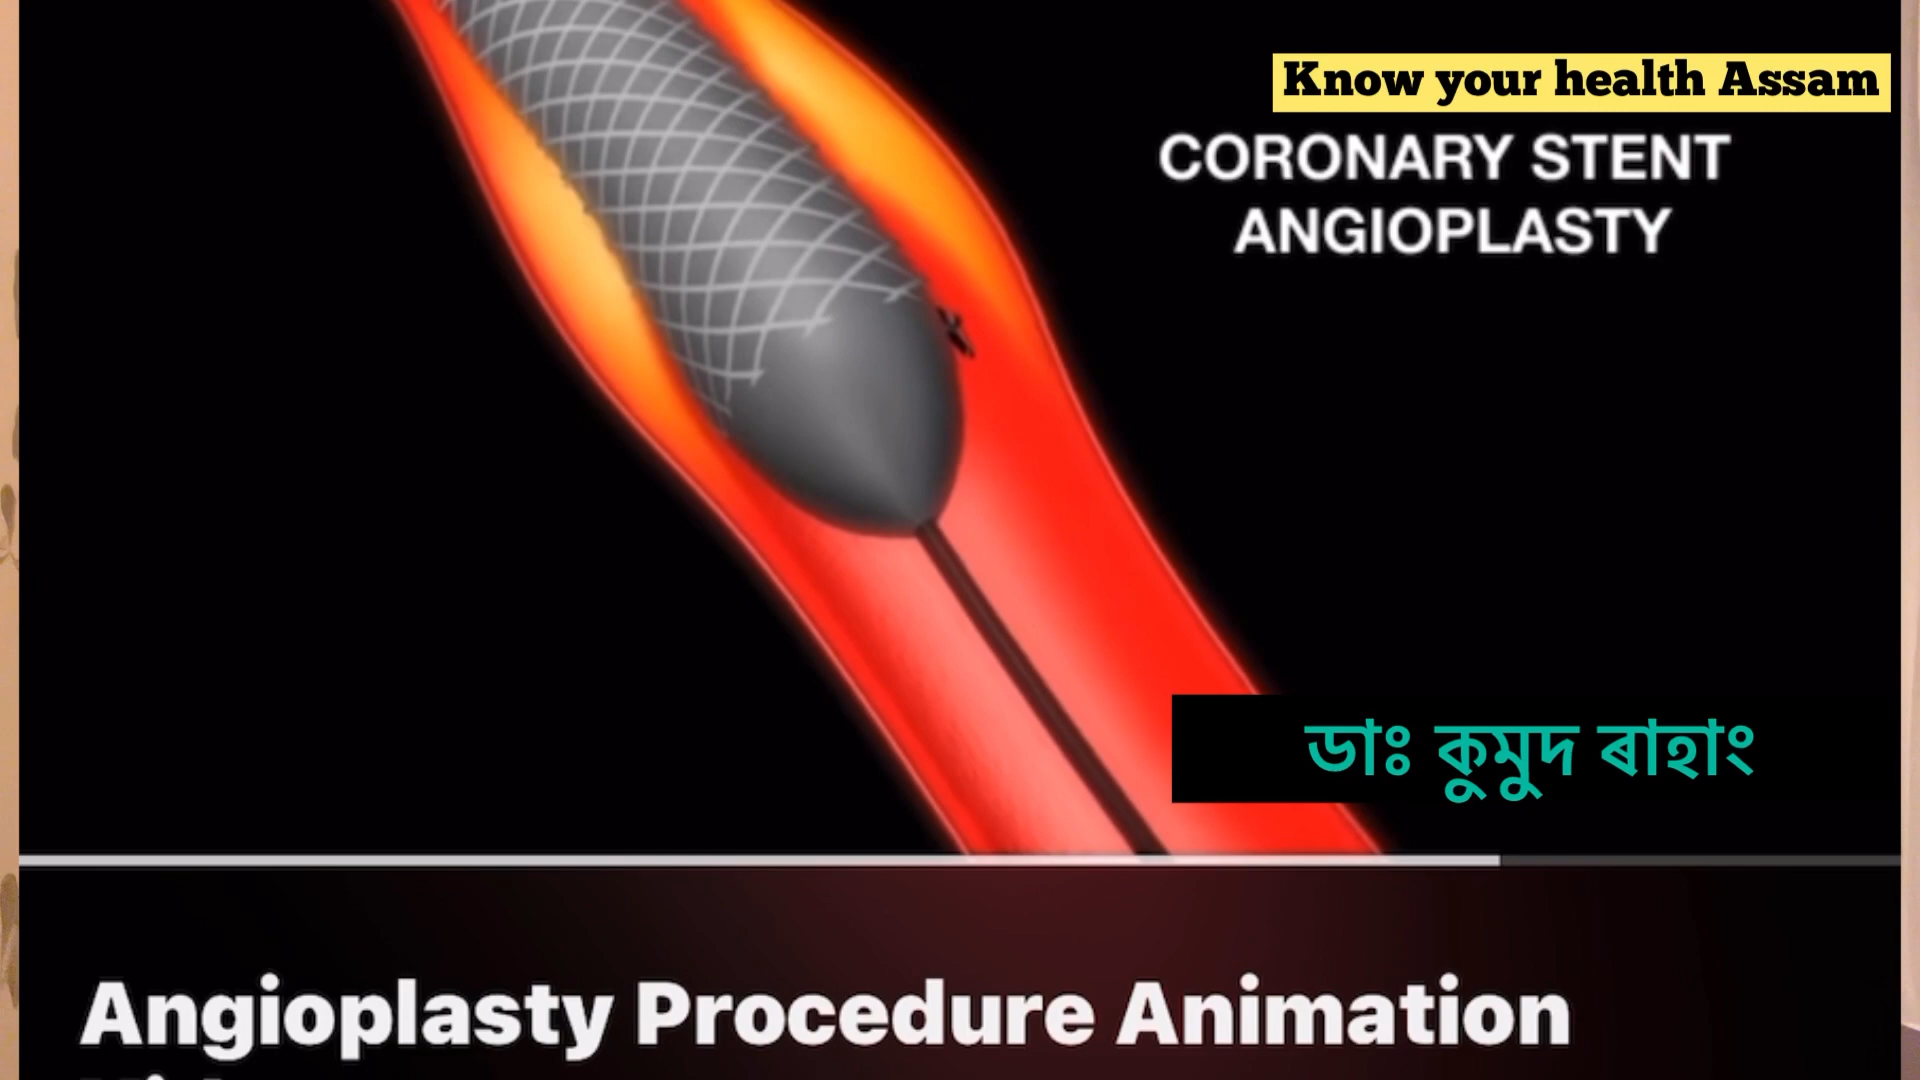 Know your health Assam
CORONARY STENT
ANGIOPLASTY
ডাঃ কুমুদ ৰাহাং
Angioplasty Procedure Animation